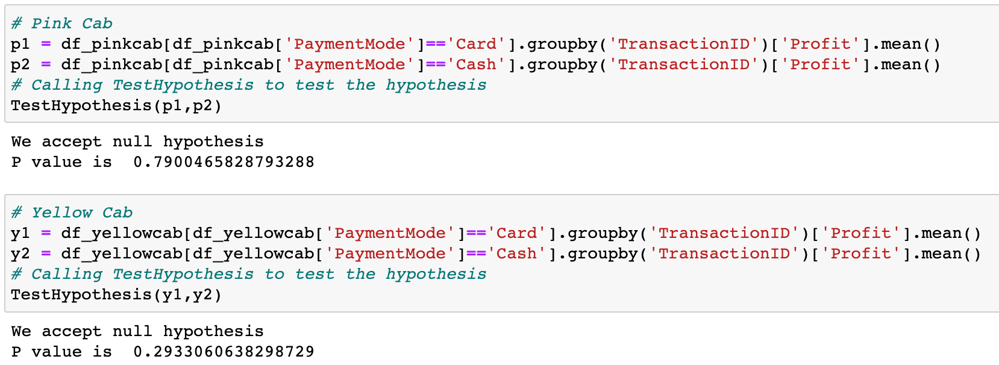 # Pink Cab
p1 = df_pinkcab[df_pinkcab['PaymentMode']=='Card'].groupby('TransactionID')['Profit'].mean()
p2 = df_pinkcab[df_pinkcab['PaymentMode']=='Cash'].groupby('TransactionID')['Profit'].mean()
# Calling TestHypothesis to test the hypothesis
TestHypothesis(p1,p2)
We accept null hypothesis
P value is  0.7900465828793288
# Yellow Cab
y1 = df_yellowcab[df_yellowcab['PaymentMode']=='Card'].groupby('TransactionID')['Profit'].mean()
y2 = df_yellowcab[df_yellowcab['PaymentMode']=='Cash'].groupby('TransactionID')['Profit'].mean()
# Calling TestHypothesis to test the hypothesis
TestHypothesis(y1,y2)
We accept null hypothesis
P value is  0.2933060638298729